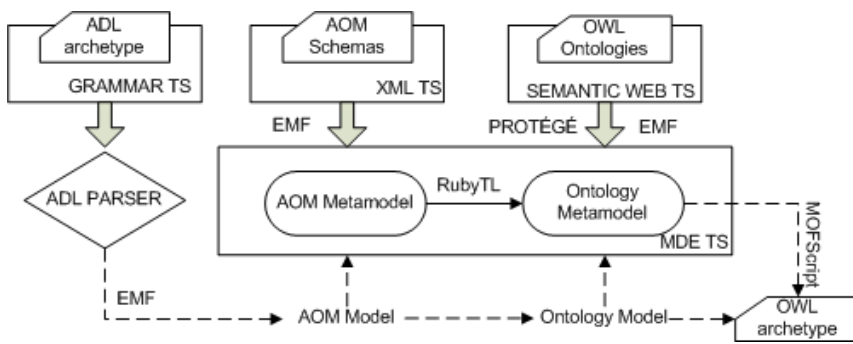 ADL
archetype
GRAMMAR TS
AOM
Schemas
XML TS
OWL
Ontologies
SEMANTIC WEB TS
EMF
PROTÉGÉ
EMF
ADL PARSER
AOM Metamodel
RubyTL
Ontology
Metamodel
MDE TS
MOFScript
EMF
AOM Model
Ontology Model
OWL
archetype